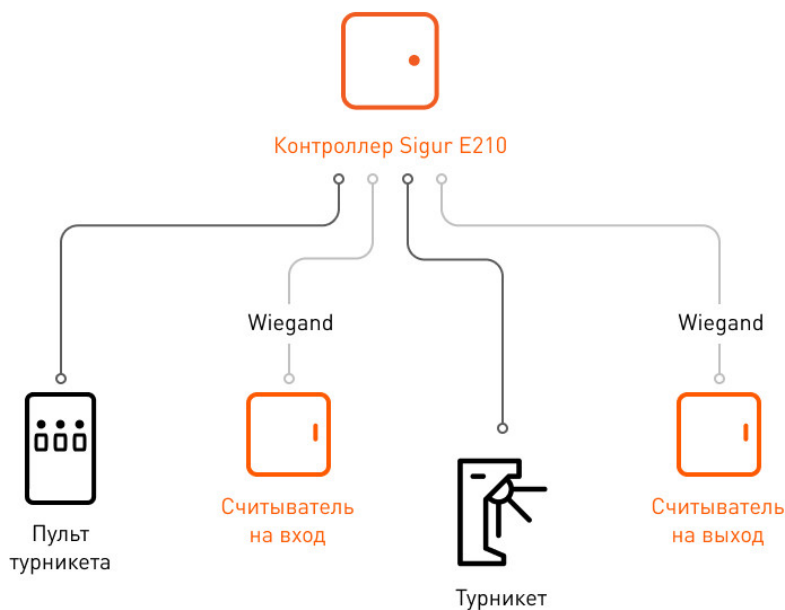 Контроллер Sigur E210
Wiegand
Wiegand
Пульт
турникета
Считыватель
на вход
Турникет
Считыватель
на выход